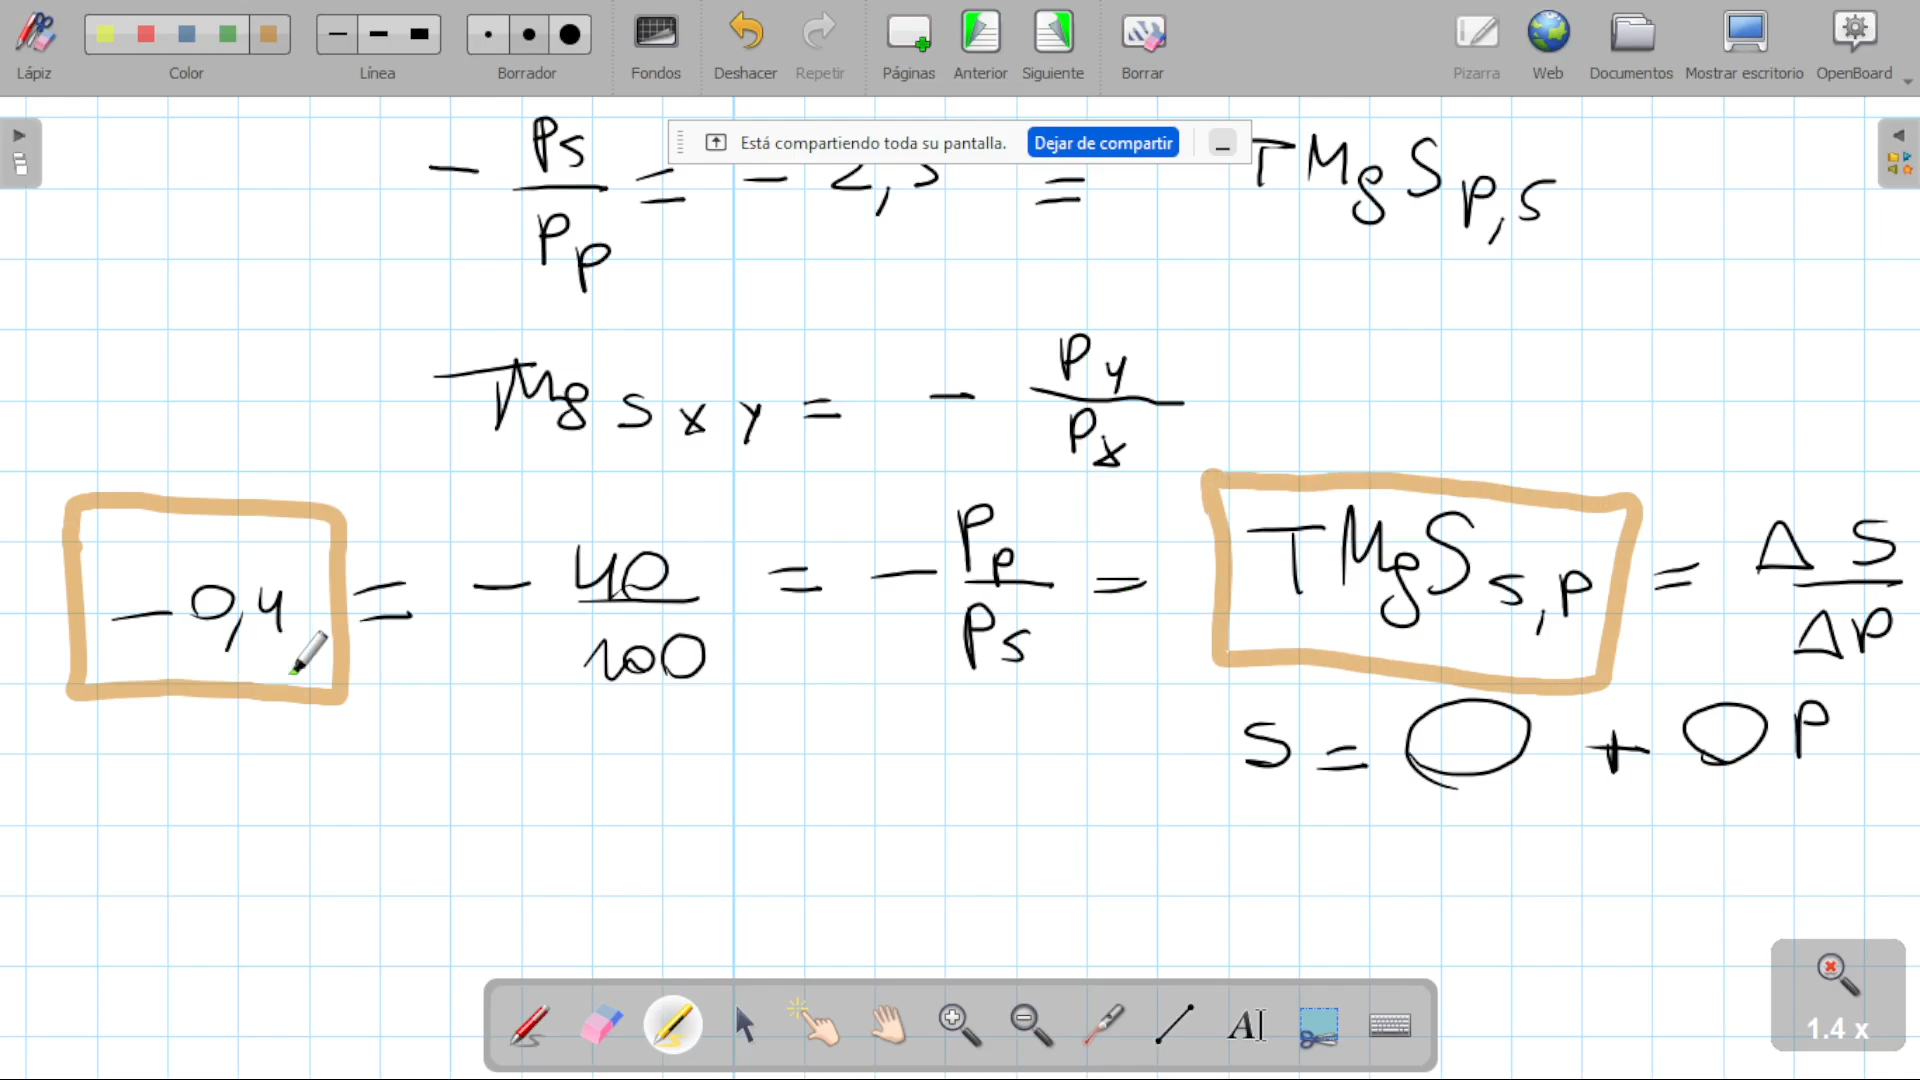 Lápiz Color Línea Borrador Fondos Deshacer Repetir Páginas Anterior Siguiente Borrar Pizarra Web Documentos Mostrar escritorio OpenBoard
Está compartiendo toda su pantalla. Dejar de compartir
- Ps/Pp = - 2,5 = TMgS P,S
TMgS x y = - Py/Px
-0,4 = - 40/100 = - Pp/Ps = TMgS s,p = ΔS/ΔP
S = + P
1.4 x